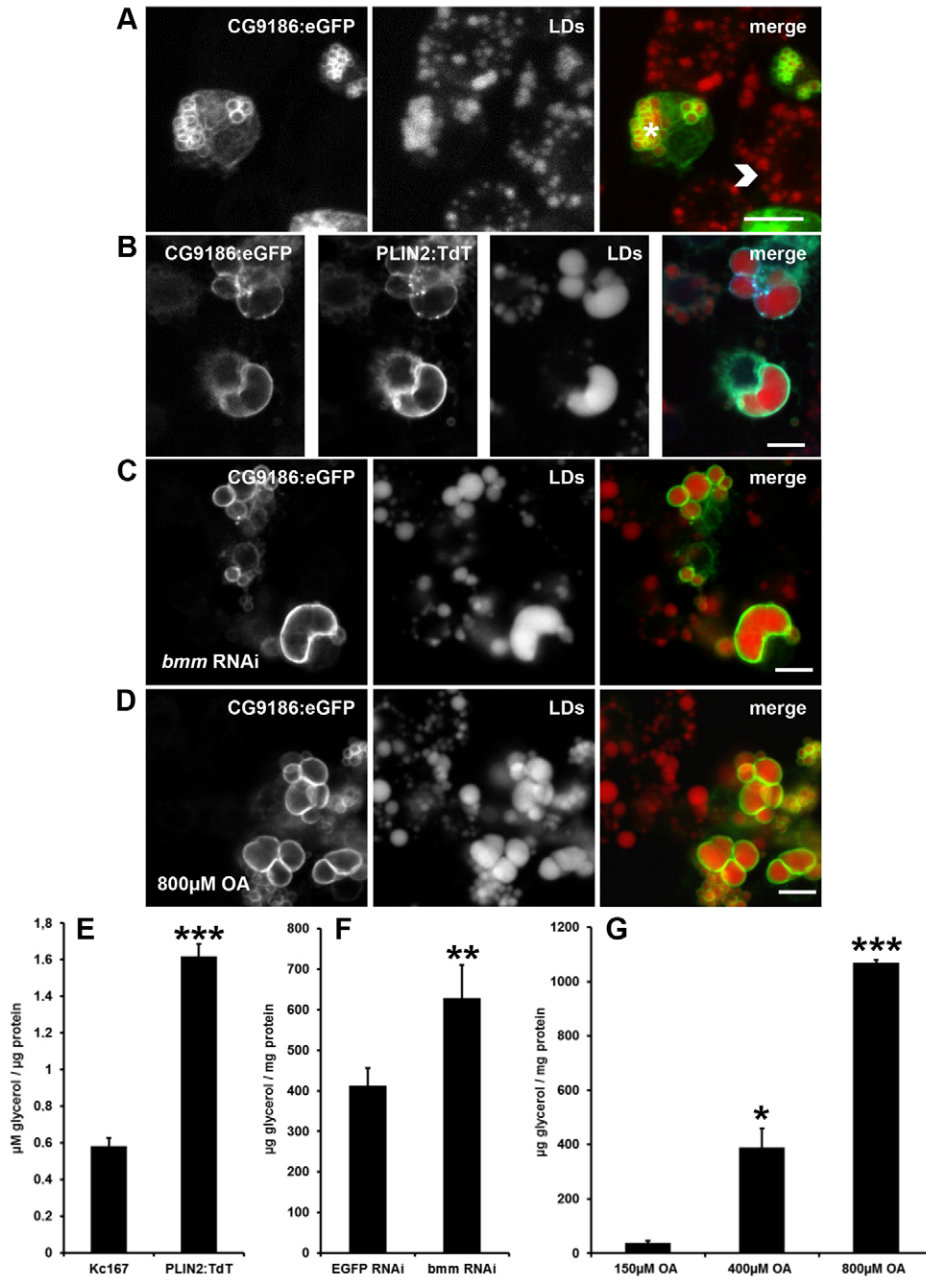 A
CG9186:eGFP
LDs
merge
*
B
CG9186:eGFP
PLIN2:TdT
LDs
merge
C
CG9186:eGFP
LDs
merge
bmm RNAi
D
CG9186:eGFP
LDs
merge
800µM OA
E
***
1.8
1.6
1.4
1.2
1
0.8
0.6
0.4
0.2
0
µM glycerol / µg protein
Kc167
PLIN2:TdT
F
**
800
700
600
500
400
300
200
100
0
µg glycerol / mg protein
EGFP RNAi
bmm RNAi
G
***
*
1200
1000
800
600
400
200
0
µg glycerol / mg protein
150µM OA
400µM OA
800µM OA